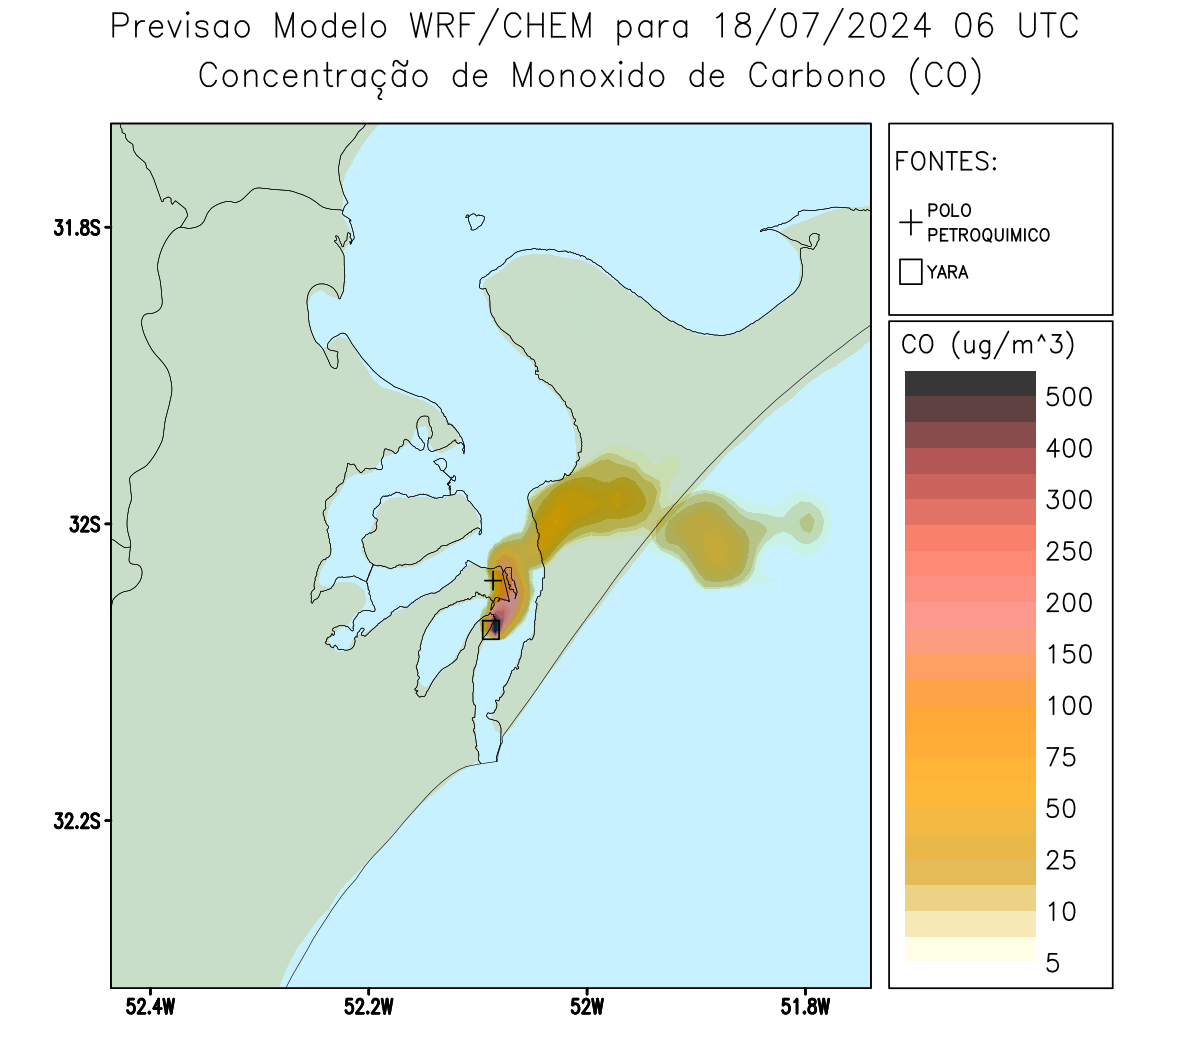 Previsao Modelo WRF/CHEM para 18/07/2024 06 UTC
Concentração de Monoxido de Carbono (CO)
FONTES:
POLO
PETROQUIMICO
YARA
CO (ug/m^3)
500
400
300
250
200
150
100
75
50
25
10
5
31.8S
32S
32.2S
52.4W
52.2W
52W
51.8W